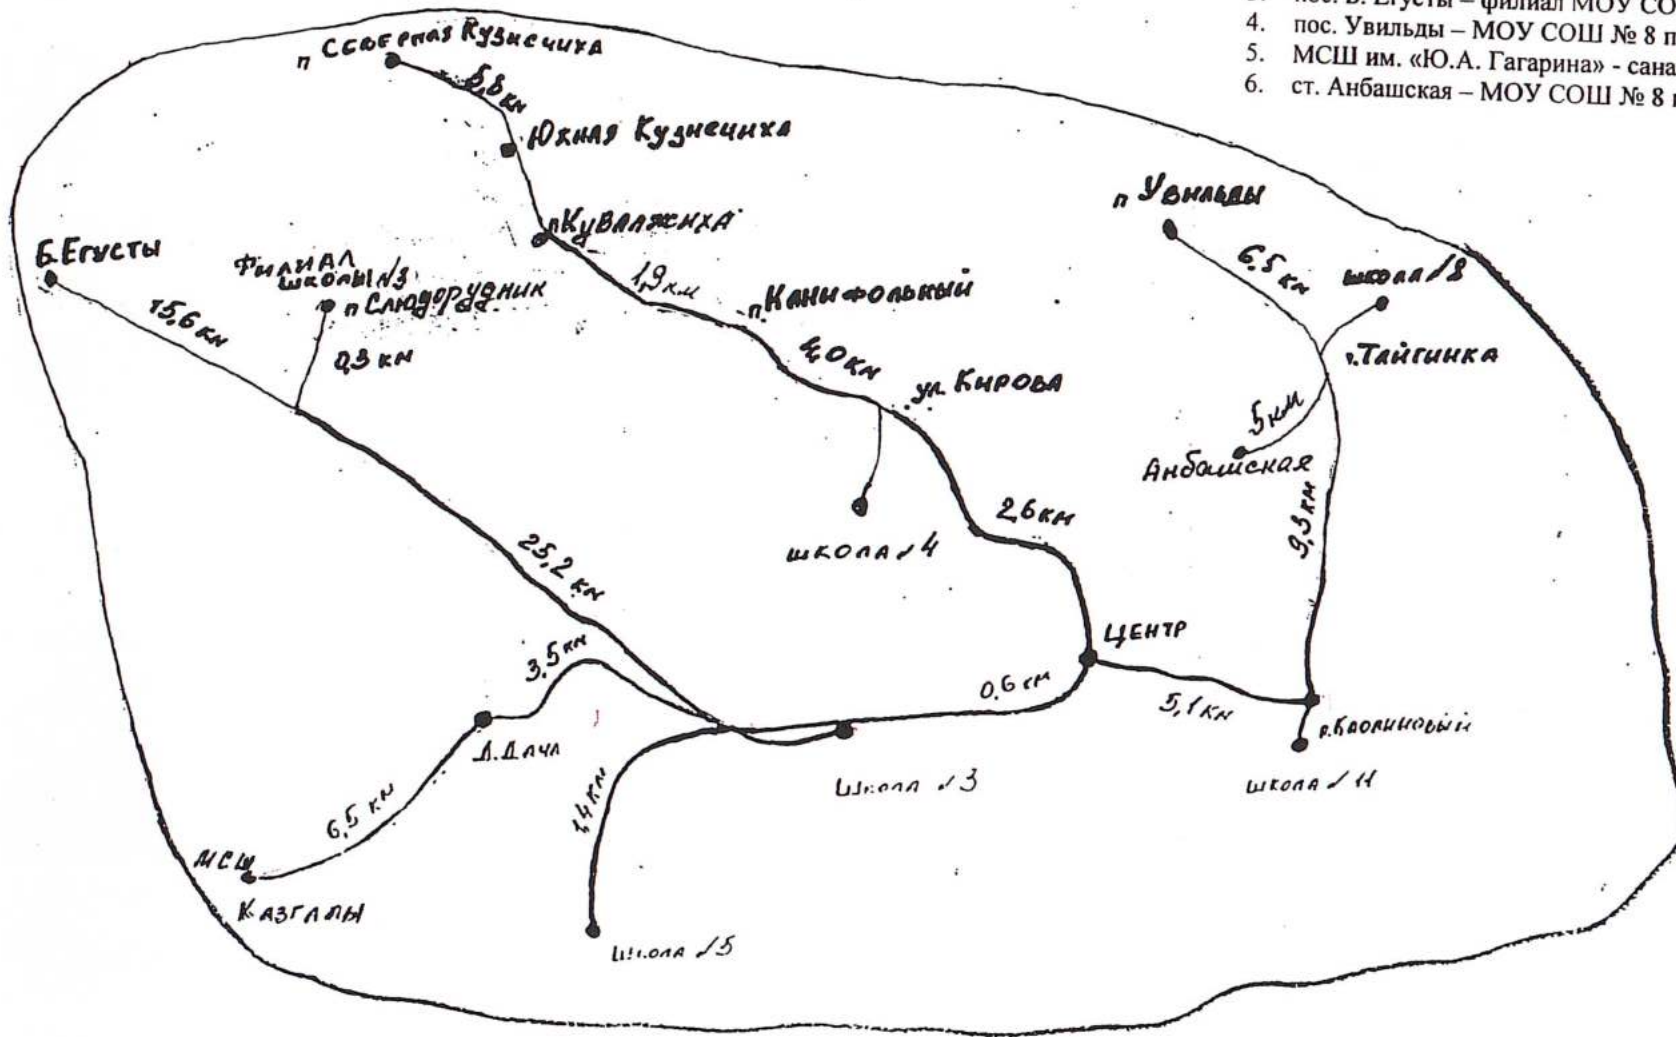 пос. Б. Егусты – филиал МОУ СО
4. пос. Увильды – МОУ СОШ № 8 п
5. МСШ им. «Ю.А. Гагарина» - сана
6. ст. Анбашская – МОУ СОШ № 8
п Северная Кузнечиха
5,8 км
Южная Кузнечиха
п Увильды
п Кувалжиха
Б. Егусты
Филиал
школы №3
п Слюдорудник
6,5 км
школа №8
1,9 км
п. Канифольный
15,6 км
0,3 км
4,0 км
п. Тайгинка
ул. Кирова
5 км
Анбашская
2,6 км
9,3 км
школа №4
25,2 км
Центр
3,5 км
0,6 км
5,1 км
Д. Дача
п. Каолиновый
школа №3
школа №11
6,5 км
1,4 км
МСШ
Казгалы
Школа №5